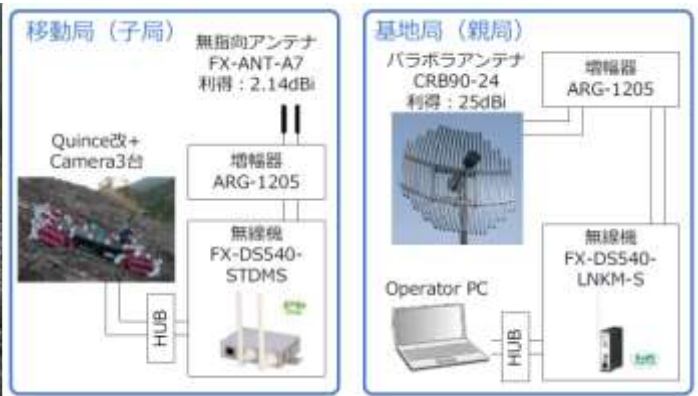 移動局（子局）
無指向アンテナ
FX-ANT-A7
利得：2.14dBi
Quince改+
Camera3台
増幅器
ARG-1205
無線機
FX-DS540-
STDMS
HUB
基地局（親局）
パラボラアンテナ
CRB90-24
利得：25dBi
増幅器
ARG-1205
無線機
FX-DS540-
LNKM-S
Operator PC
HUB